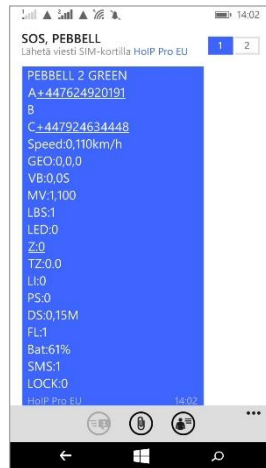 14:02
SOS, PEBBELL
Lähetä viesti SIM-kortilla HoIP Pro EU
1 2
PEBBELL 2 GREEN
A+447624920191
B
C+447924634448
Speed:0,110km/h
GEO:0,0,0
VB:0,0S
MV:1,100
LBS:1
LED:0
Z:0
TZ:0.0
LI:0
PS:0
DS:0,15M
FL:1
Bat:61%
SMS:1
LOCK:0
HoIP Pro EU 14:02